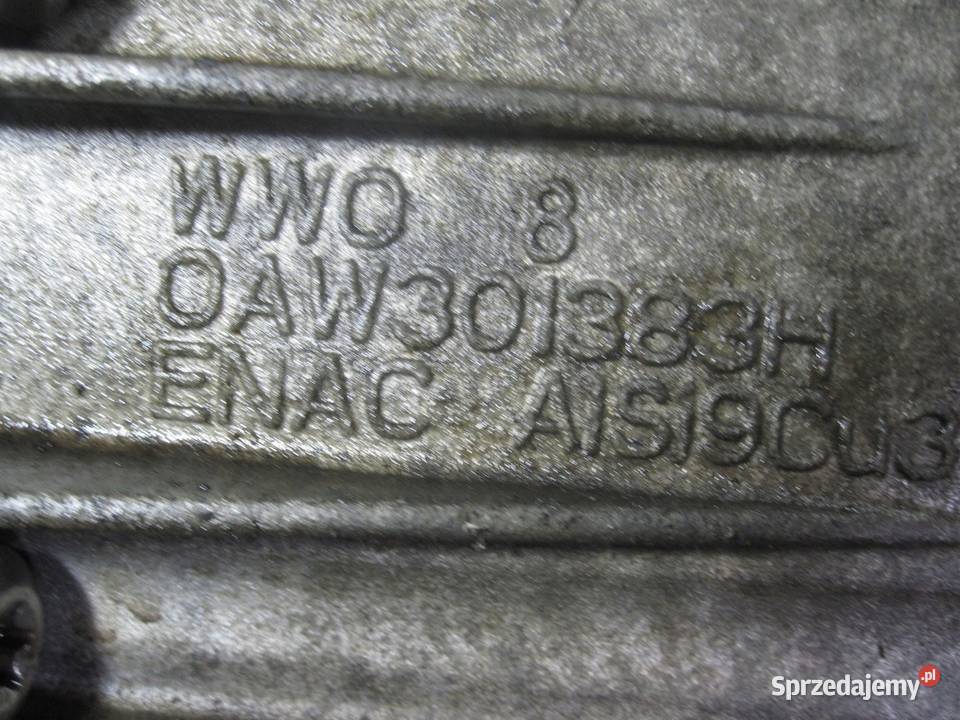 WWO 8
0AW301383H
ENAC AlSi9Cu3
Sprzedajemy.pl